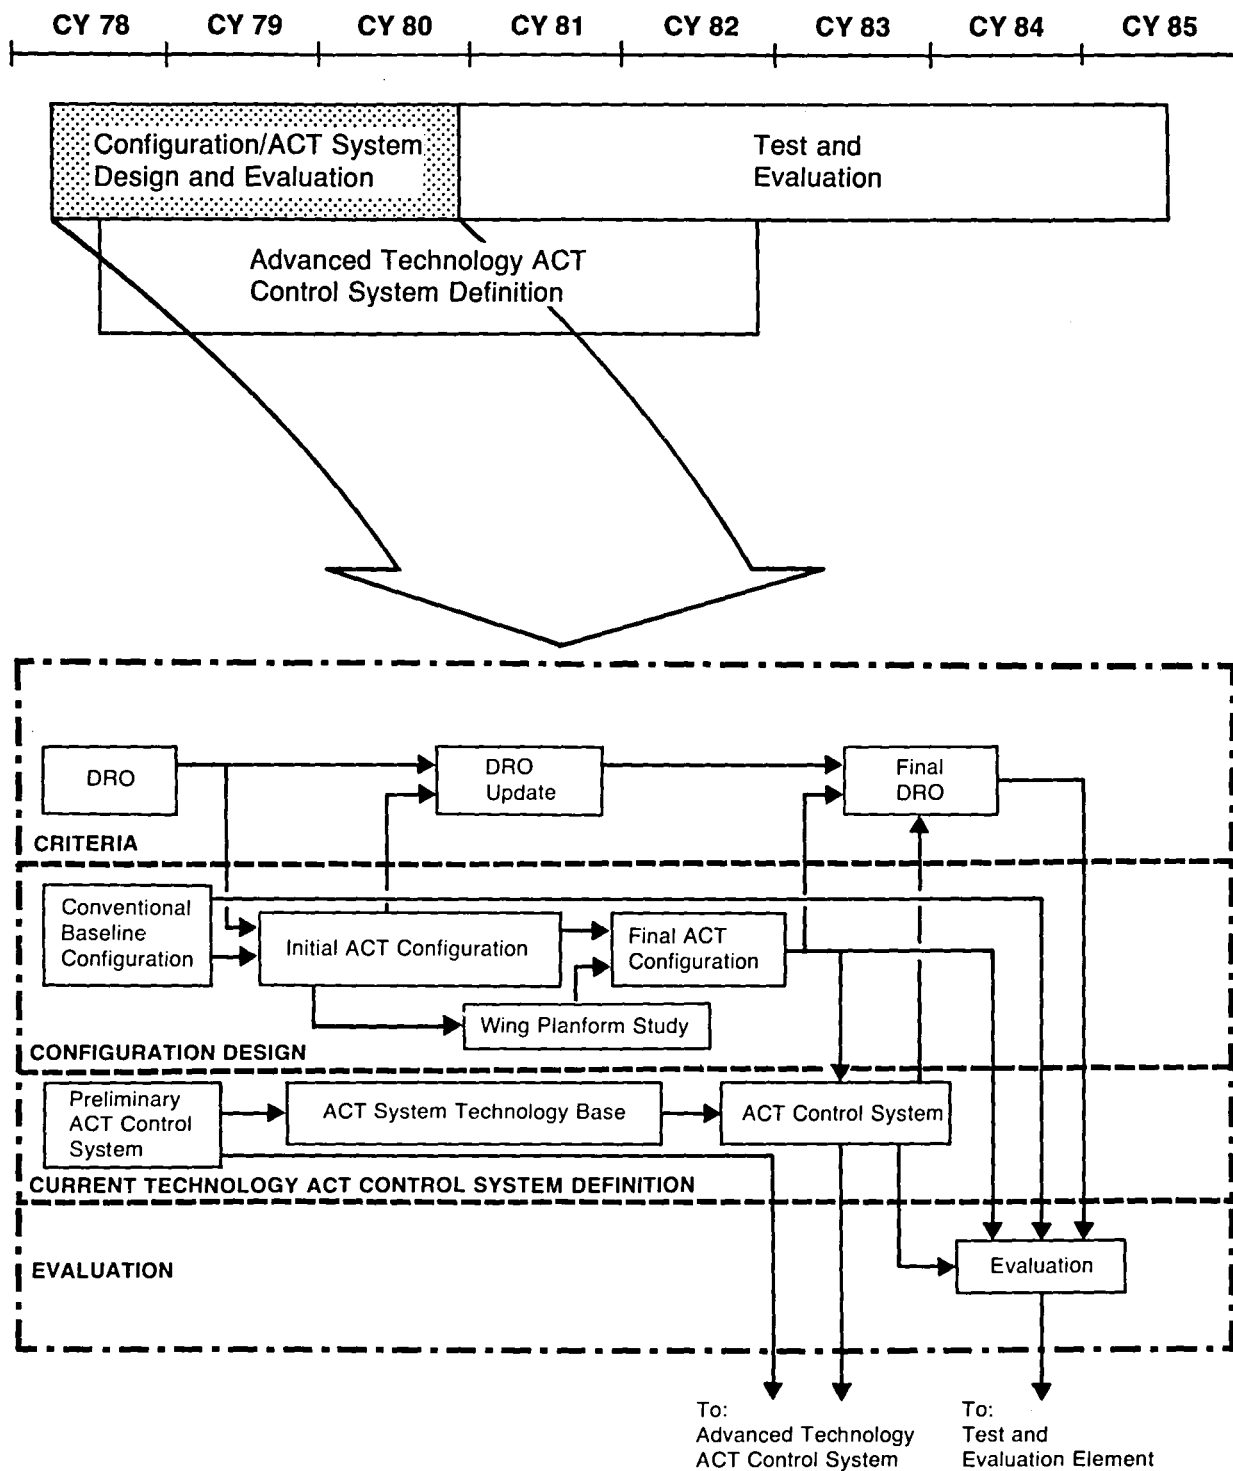 CY 78 CY 79 CY 80 CY 81 CY 82 CY 83 CY 84 CY 85
Configuration/ACT System
Design and Evaluation
Test and
Evaluation
Advanced Technology ACT
Control System Definition
DRO
DRO
Update
Final
DRO
CRITERIA
Conventional
Baseline
Configuration
Initial ACT Configuration
Final ACT
Configuration
Wing Planform Study
CONFIGURATION DESIGN
Preliminary
ACT Control
System
ACT System Technology Base
ACT Control System
CURRENT TECHNOLOGY ACT CONTROL SYSTEM DEFINITION
EVALUATION
Evaluation
To:
Advanced Technology
ACT Control System
To:
Test and
Evaluation Element